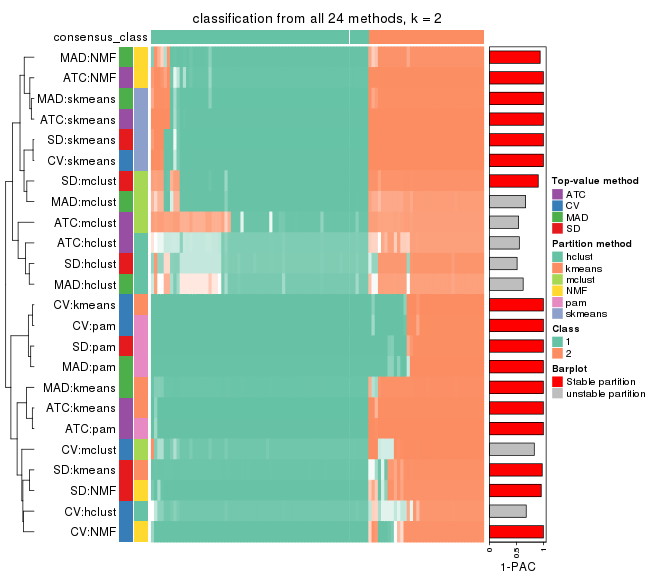 classification from all 24 methods, k = 2
consensus_class
MAD:NMF
ATC:NMF
MAD:skmeans
ATC:skmeans
SD:skmeans
CV:skmeans
SD:mclust
MAD:mclust
ATC:mclust
ATC:hclust
SD:hclust
MAD:hclust
CV:kmeans
CV:pam
SD:pam
MAD:pam
MAD:kmeans
ATC:kmeans
ATC:pam
CV:mclust
SD:kmeans
SD:NMF
CV:hclust
CV:NMF
0
0.5
1
1-PAC
Top-value method
ATC
CV
MAD
SD
Partition method
hclust
kmeans
mclust
NMF
pam
skmeans
Class
1
2
Barplot
Stable partition
unstable partition